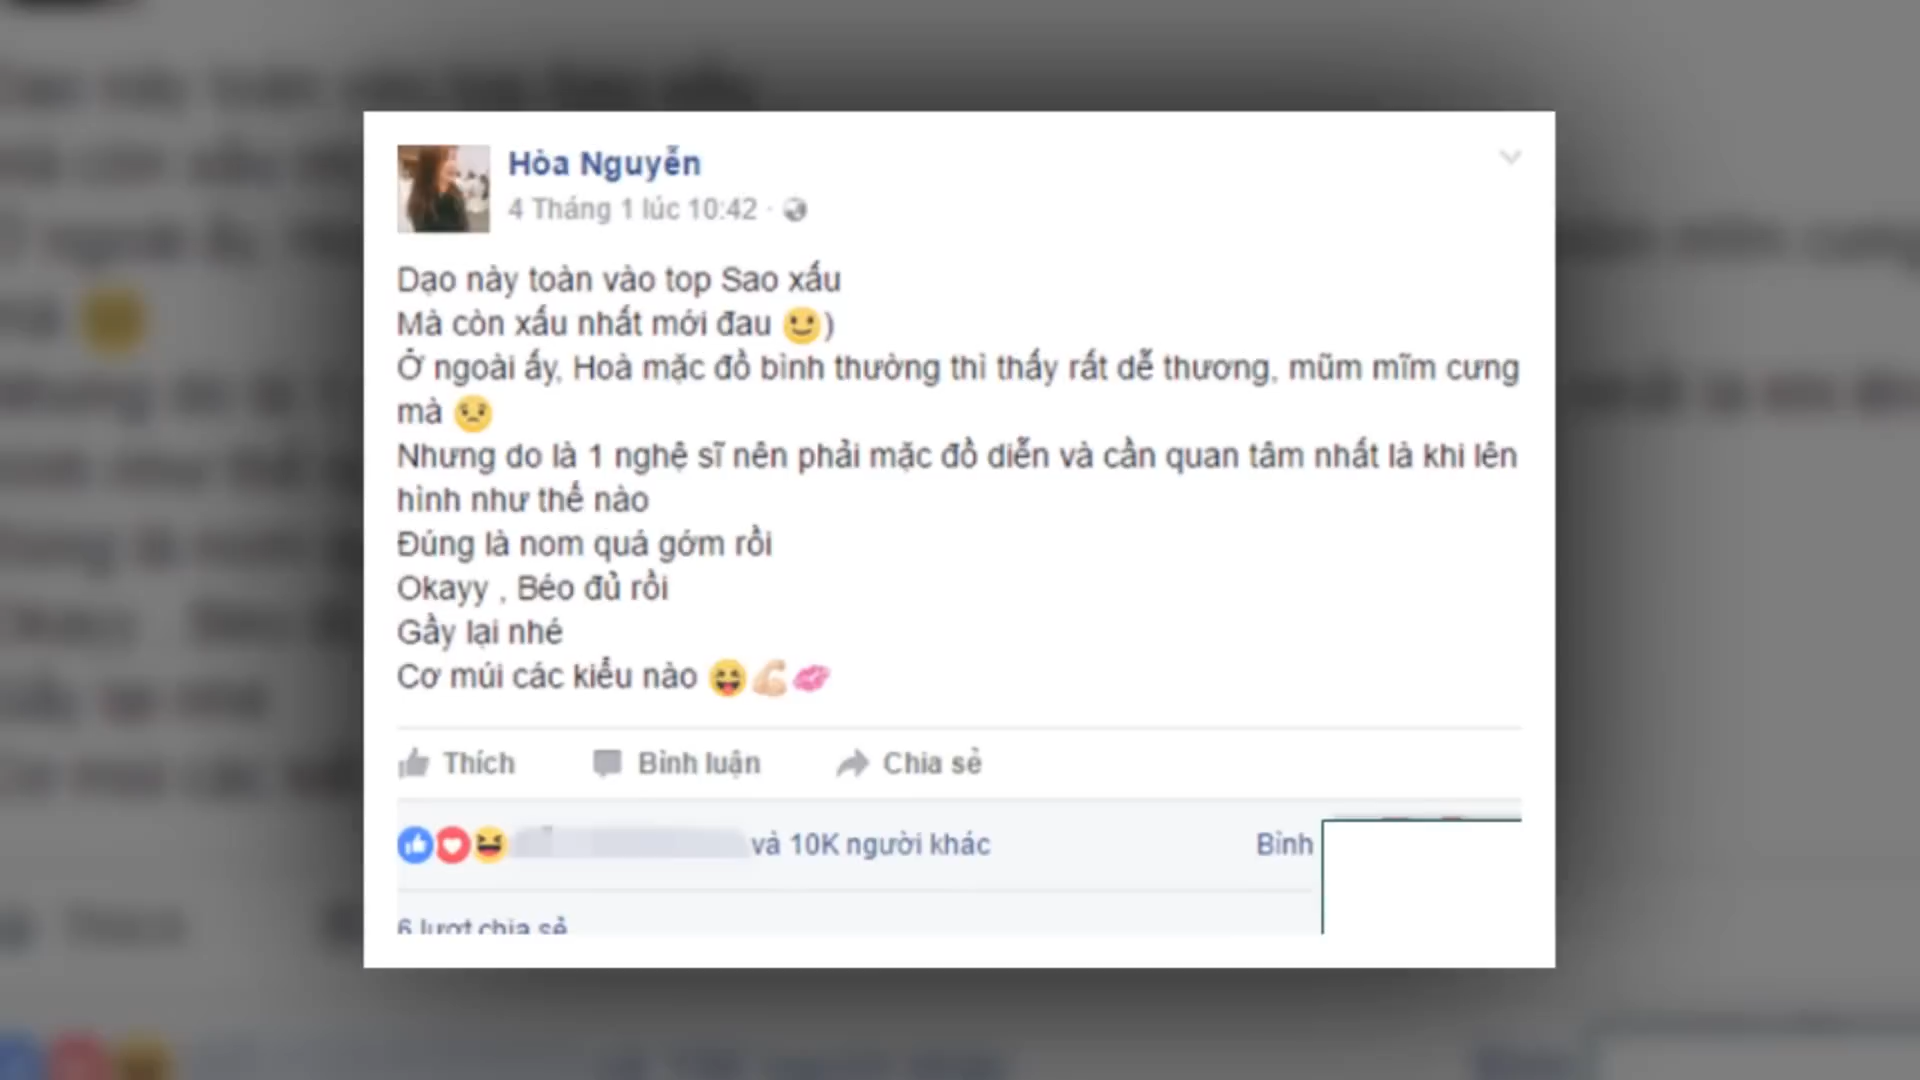 Hòa Nguyễn
4 Tháng 1 lúc 10:42 ·
Dạo này toàn vào top Sao xấu
Mà còn xấu nhất mới đau 🙂)
Ở ngoài ấy, Hoà mặc đồ bình thường thì thấy rất dễ thương, mũm mĩm cưng
mà 😟
Nhưng do là 1 nghệ sĩ nên phải mặc đồ diễn và cần quan tâm nhất là khi lên
hình như thế nào
Đúng là nom quá gớm rồi
Okayy , Béo đủ rồi
Gầy lại nhé
Cơ múi các kiểu nào 😝💪🏻💋
Thích Bình luận Chia sẻ
và 10K người khác Bình
6 lượt chia sẻ